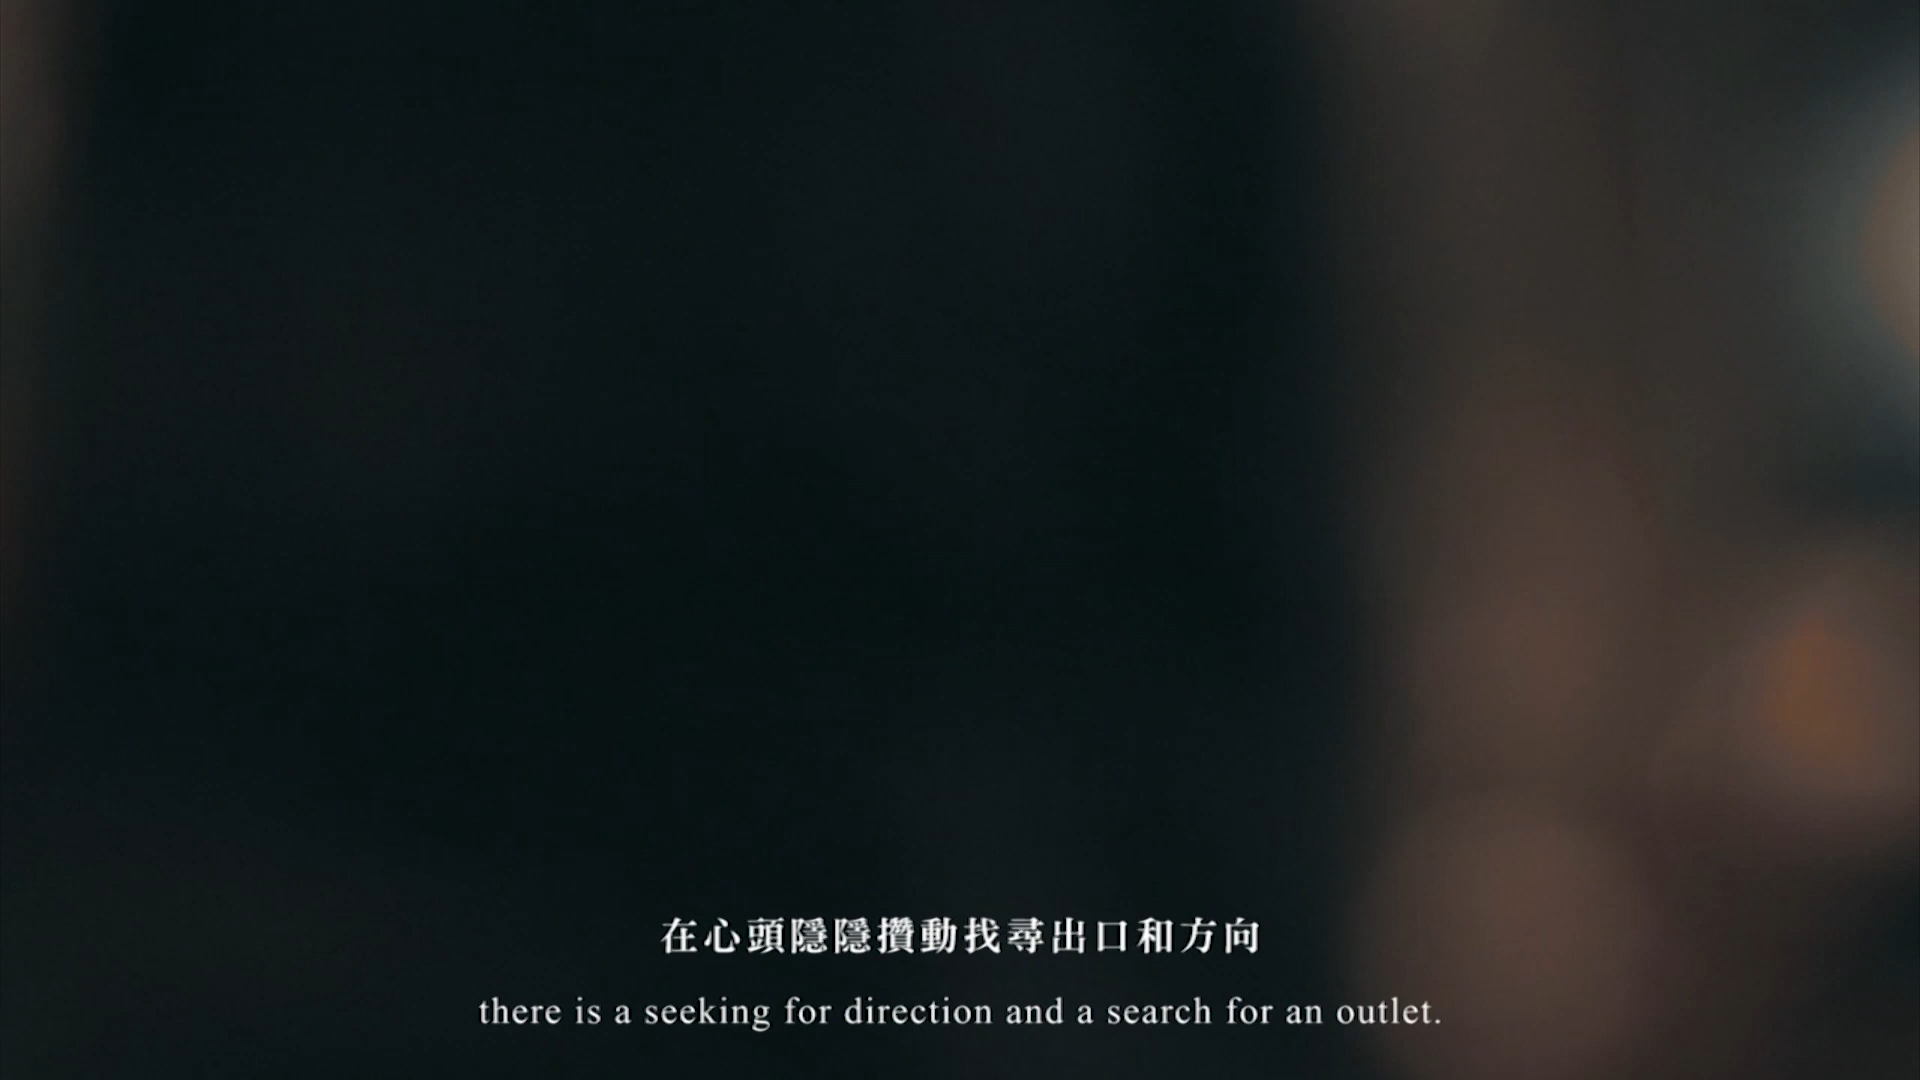 在心頭隱隱攢動找尋出口和方向
there is a seeking for direction and a search for an outlet.